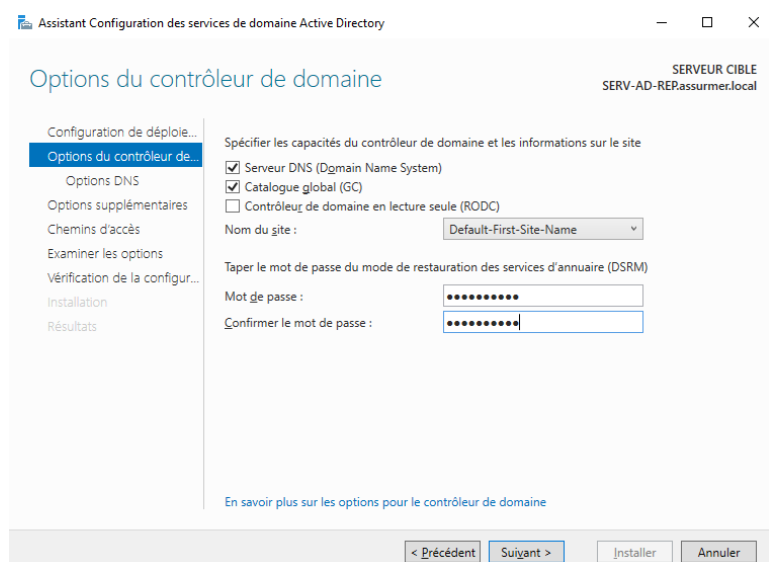 Assistant Configuration des services de domaine Active Directory
Options du contrôleur de domaine
SERVEUR CIBLE
SERV-AD-REP.assurmer.local
Configuration de déploie...
Options du contrôleur de...
Options DNS
Options supplémentaires
Chemins d'accès
Examiner les options
Vérification de la configur...
Installation
Résultats
Spécifier les capacités du contrôleur de domaine et les informations sur le site
Serveur DNS (Domain Name System)
Catalogue global (GC)
Contrôleur de domaine en lecture seule (RODC)
Nom du site : Default-First-Site-Name
Taper le mot de passe du mode de restauration des services d'annuaire (DSRM)
Mot de passe : ●●●●●●●●●●
Confirmer le mot de passe : ●●●●●●●●●●
En savoir plus sur les options pour le contrôleur de domaine
< Précédent Suivant > Installer Annuler